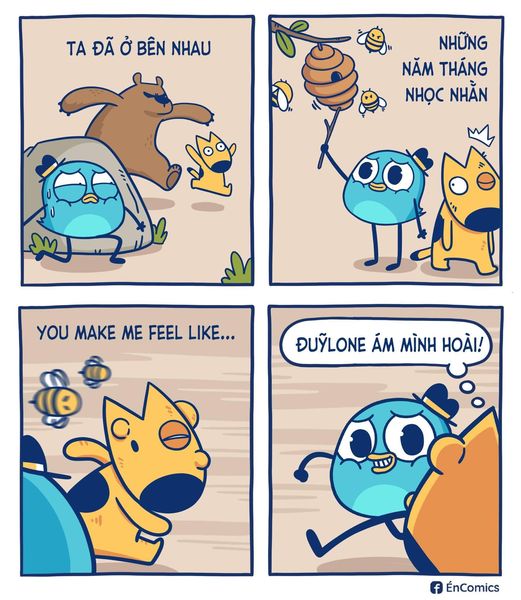 TA ĐÃ Ở BÊN NHAU
NHỮNG
NĂM THÁNG
NHỌC NHẰN
YOU MAKE ME FEEL LIKE...
ĐUỸLONE ÁM MÌNH HOÀI!
ÉnComics